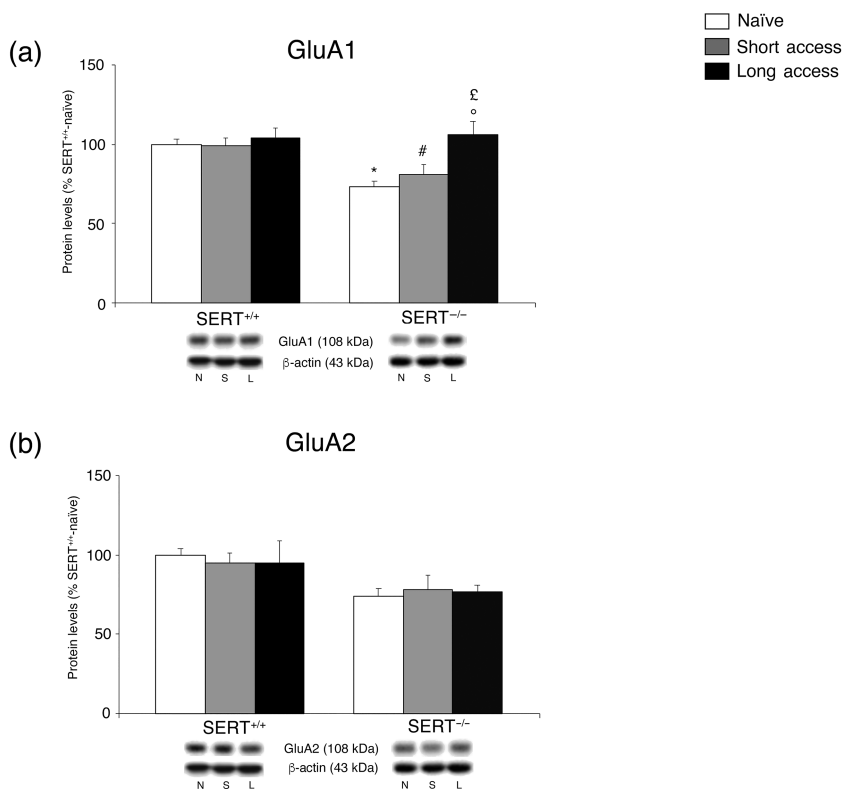 Naïve
Short access
Long access
(a)
GluA1
Protein levels (% SERT+/+-naïve)
150
100
50
0
*
#
£
°
SERT+/+
SERT−/−
GluA1 (108 kDa)
β-actin (43 kDa)
N S L
N S L
(b)
GluA2
Protein levels (% SERT+/+-naïve)
150
100
50
0
SERT+/+
SERT−/−
GluA2 (108 kDa)
β-actin (43 kDa)
N S L
N S L